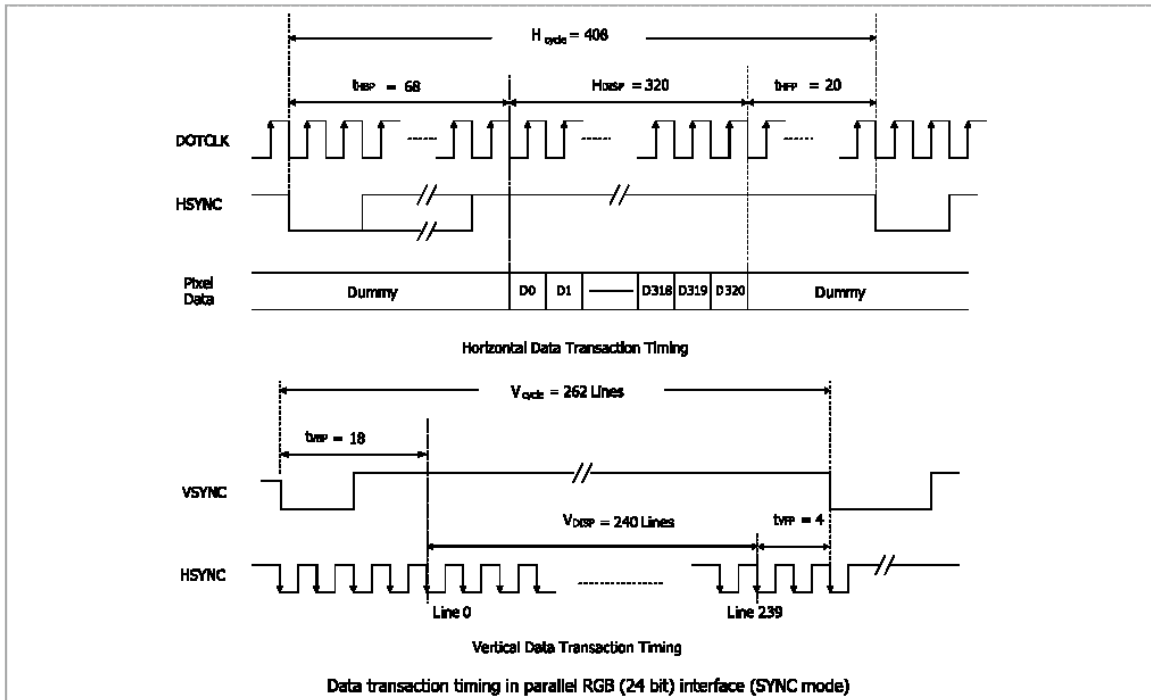 H cycle = 408
tHBP = 68
HDISP = 320
tHFP = 20
DOTCLK
HSYNC
Pixel
Data
Dummy
D0
D1
D318
D319
D320
Dummy
Horizontal Data Transaction Timing
V cycle = 262 Lines
tVBP = 18
VSYNC
VDISP = 240 Lines
tVFP = 4
HSYNC
Line 0
Line 239
Vertical Data Transaction Timing
Data transaction timing in parallel RGB (24 bit) interface (SYNC mode)